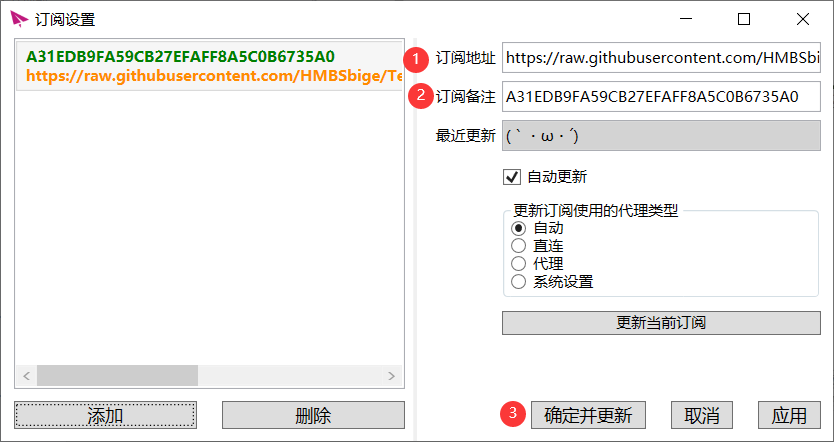 订阅设置
A31EDB9FA59CB27EFAFF8A5C0B6735A0
https://raw.githubusercontent.com/HMBSbige/Te
添加
删除
1
订阅地址
https://raw.githubusercontent.com/HMBSbi
2
订阅备注
A31EDB9FA59CB27EFAFF8A5C0B6735A0
最近更新
(｀・ω・´)
自动更新
更新订阅使用的代理类型
自动
直连
代理
系统设置
更新当前订阅
3
确定并更新
取消
应用